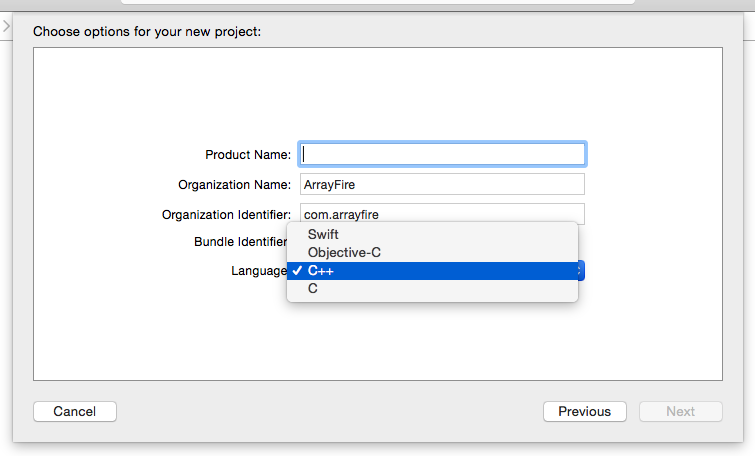 Choose options for your new project:
Product Name:
Organization Name: ArrayFire
Organization Identifier: com.arrayfire
Bundle Identifier
Language
Swift
Objective-C
✓ C++
C
Cancel
Previous
Next